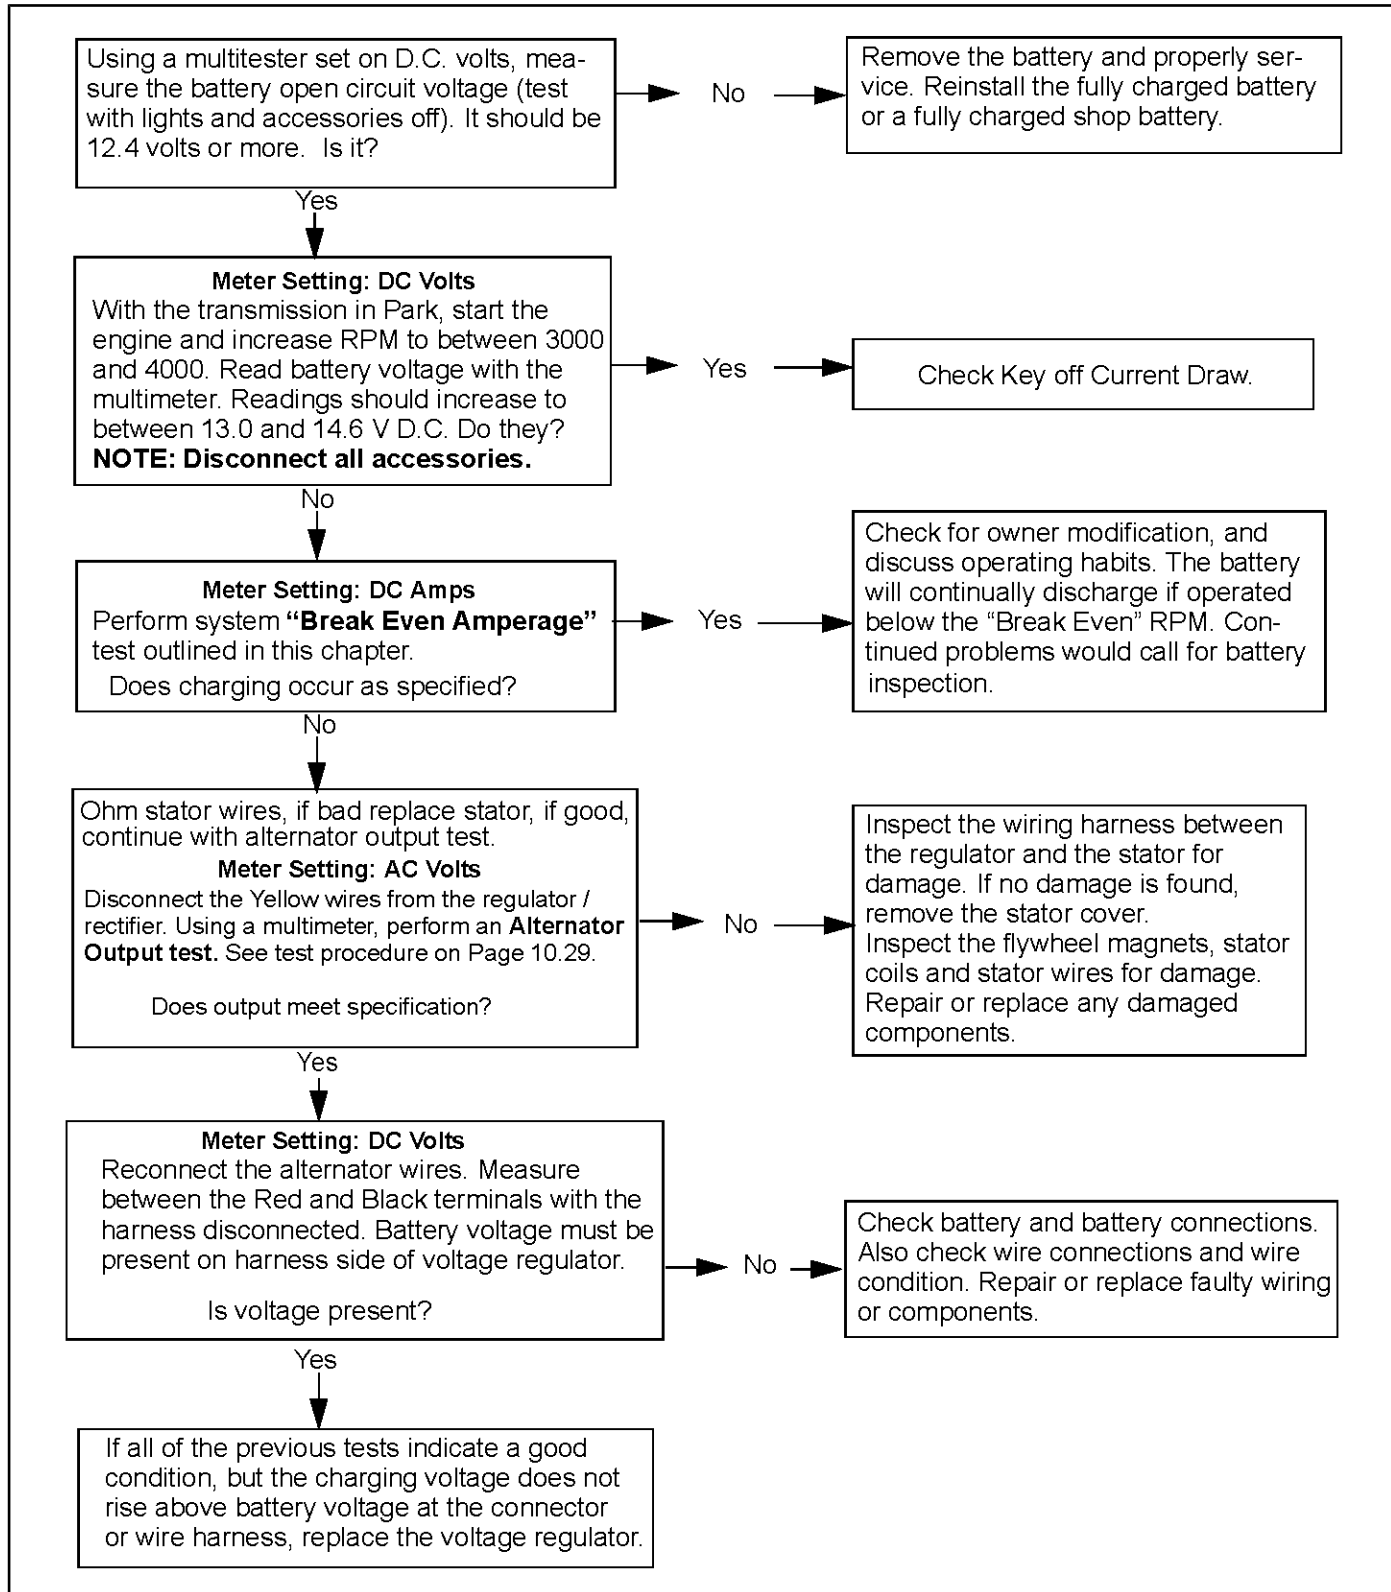 Using a multitester set on D.C. volts, mea-
sure the battery open circuit voltage (test
with lights and accessories off). It should be
12.4 volts or more.  Is it?
No
Remove the battery and properly ser-
vice. Reinstall the fully charged battery
or a fully charged shop battery.
Yes
Meter Setting: DC Volts
With the transmission in Park, start the
engine and increase RPM to between 3000
and 4000. Read battery voltage with the
multimeter. Readings should increase to
between 13.0 and 14.6 V D.C. Do they?
NOTE: Disconnect all accessories.
Yes
Check Key off Current Draw.
No
Meter Setting: DC Amps
Perform system “Break Even Amperage”
test outlined in this chapter.
Does charging occur as specified?
Yes
Check for owner modification, and
discuss operating habits. The battery
will continually discharge if operated
below the “Break Even” RPM. Con-
tinued problems would call for battery
inspection.
No
Ohm stator wires, if bad replace stator, if good,
continue with alternator output test.
Meter Setting: AC Volts
Disconnect the Yellow wires from the regulator /
rectifier. Using a multimeter, perform an Alternator
Output test. See test procedure on Page 10.29.
Does output meet specification?
No
Inspect the wiring harness between
the regulator and the stator for
damage. If no damage is found,
remove the stator cover.
Inspect the flywheel magnets, stator
coils and stator wires for damage.
Repair or replace any damaged
components.
Yes
Meter Setting: DC Volts
Reconnect the alternator wires. Measure
between the Red and Black terminals with the
harness disconnected. Battery voltage must be
present on harness side of voltage regulator.
Is voltage present?
No
Check battery and battery connections.
Also check wire connections and wire
condition. Repair or replace faulty wiring
or components.
Yes
If all of the previous tests indicate a good
condition, but the charging voltage does not
rise above battery voltage at the connector
or wire harness, replace the voltage regulator.